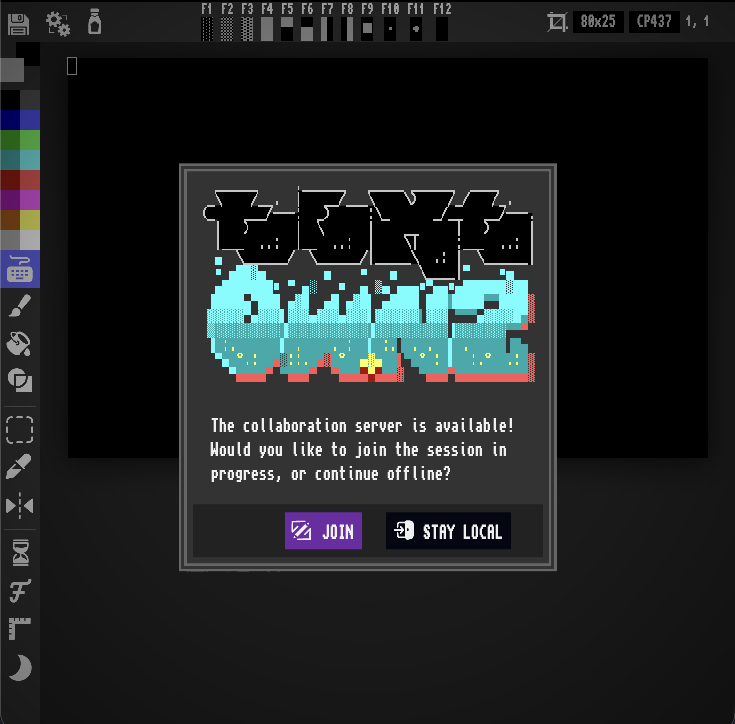 F1 F2 F3 F4 F5 F6 F7 F8 F9 F10 F11 F12
80x25 CP437 1, 1
text
The collaboration server is available!
Would you like to join the session in
progress, or continue offline?
JOIN STAY LOCAL